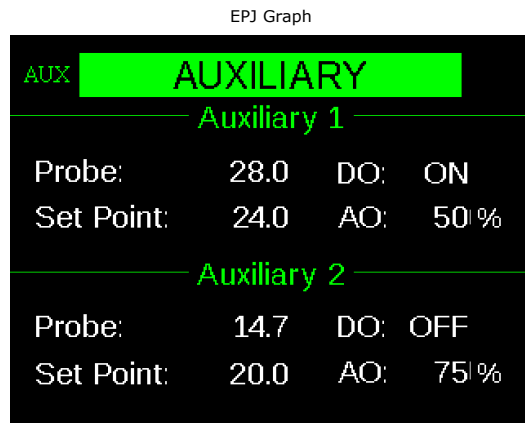 EPJ Graph
AUX AUXILIARY
Auxiliary 1
Probe: 28.0 DO: ON
Set Point: 24.0 AO: 50 %
Auxiliary 2
Probe: 14.7 DO: OFF
Set Point: 20.0 AO: 75 %